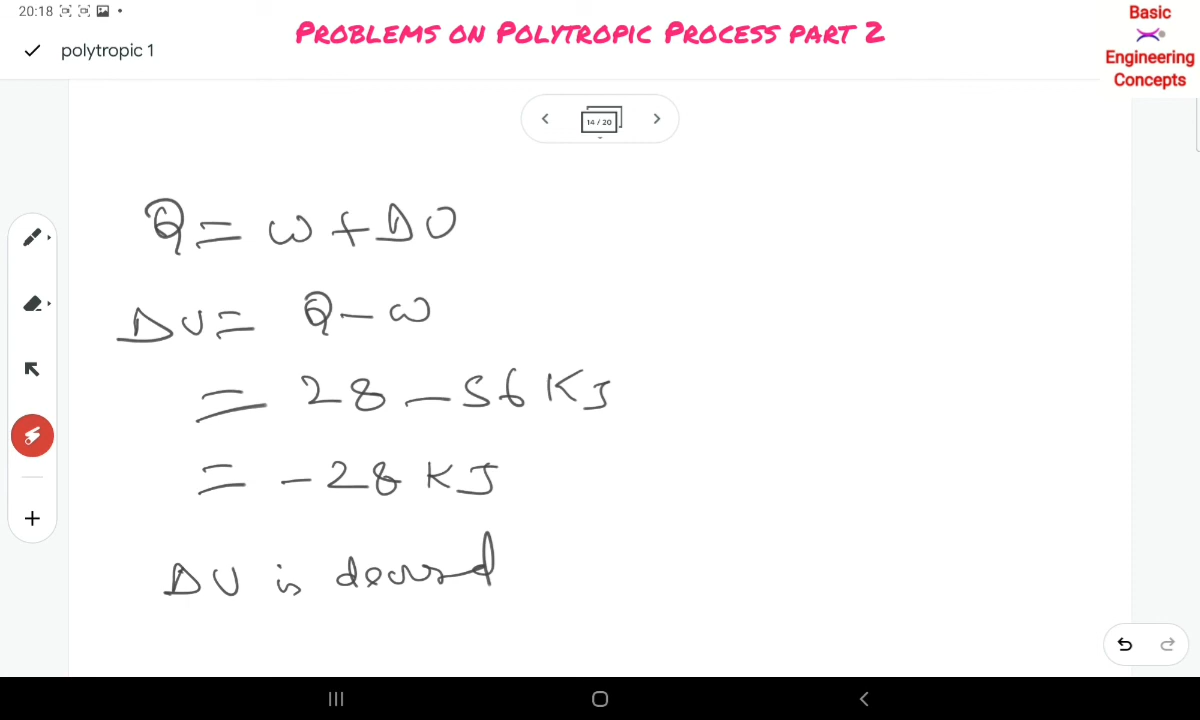 20:18
PROBLEMS ON POLYTROPIC PROCESS PART 2
Basic
Engineering
Concepts
polytropic 1
14 / 20
Q = W + ΔU
ΔU = Q - W
= 28 - 56 KJ
= - 28 KJ
ΔU is